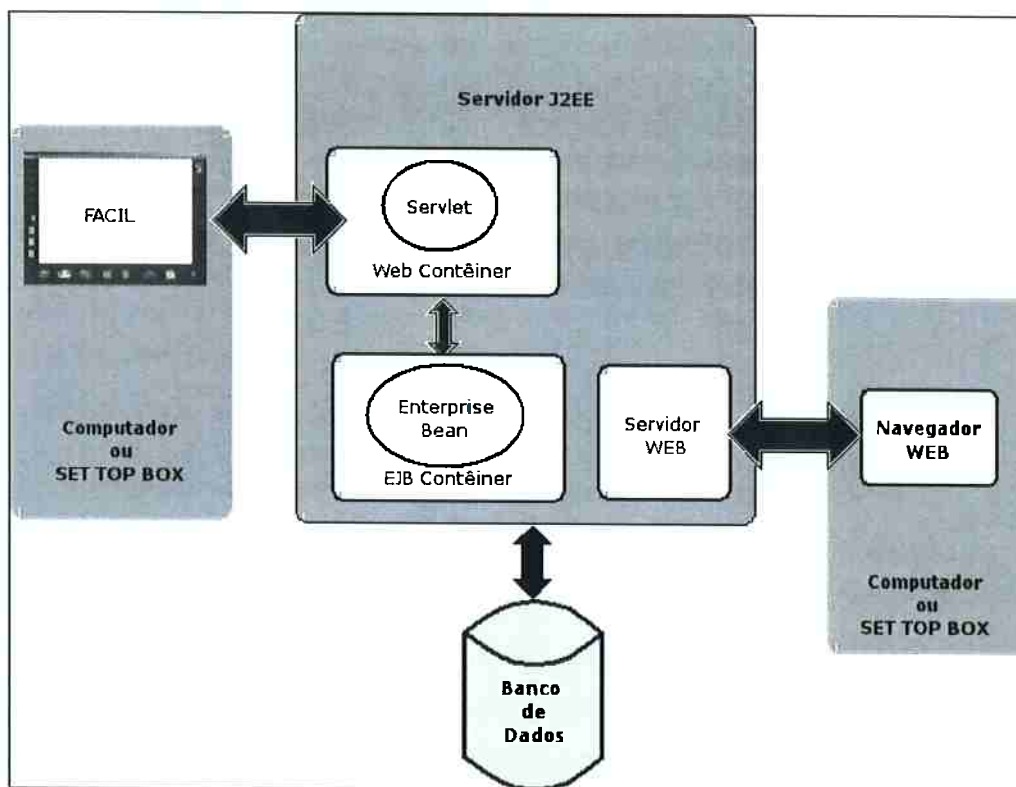 Servidor J2EE
FACIL
Servlet
Web Contêiner
Computador
ou
SET TOP BOX
Enterprise
Bean
EJB Contêiner
Servidor
WEB
Navegador
WEB
Computador
ou
SET TOP BOX
Banco
de
Dados